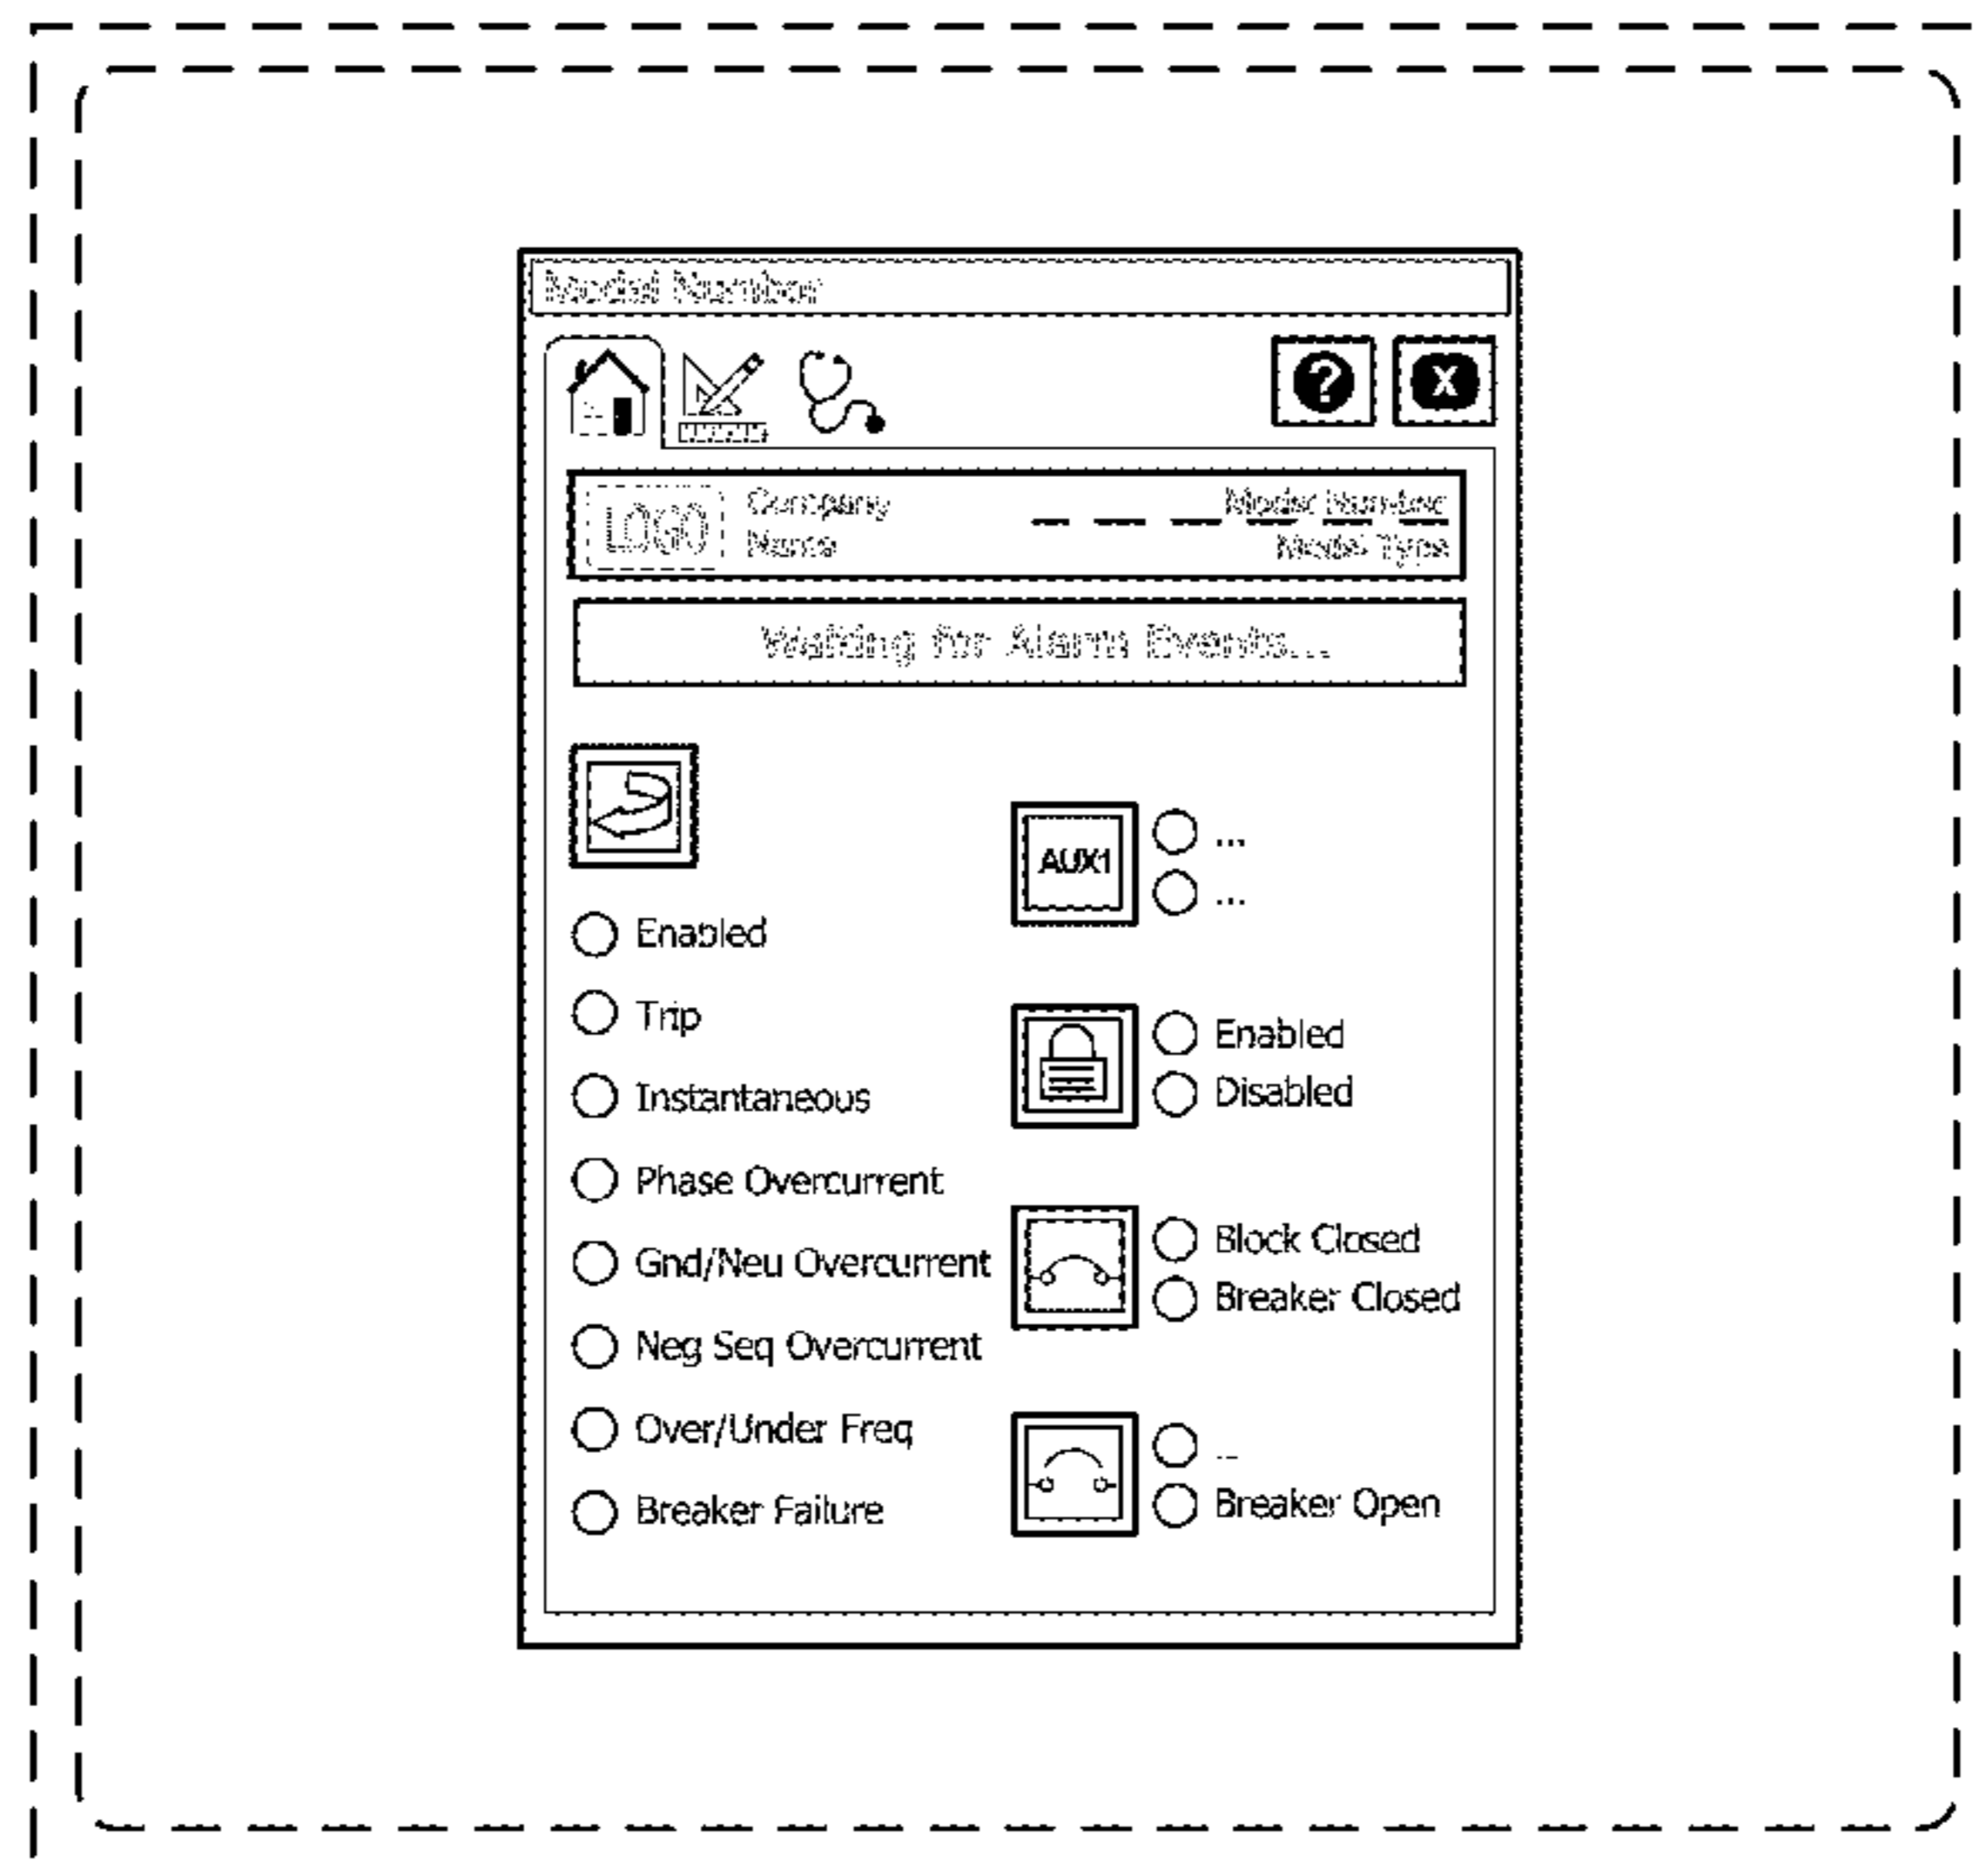 Model Number
?
X
LOGO
Company
Name
Model Number
Model Type
Waiting for Alarm Events...
Enabled
Trip
Instantaneous
Phase Overcurrent
Gnd/Neu Overcurrent
Neg Seq Overcurrent
Over/Under Freq
Breaker Failure
AUX1
...
...
Enabled
Disabled
Block Closed
Breaker Closed
...
Breaker Open